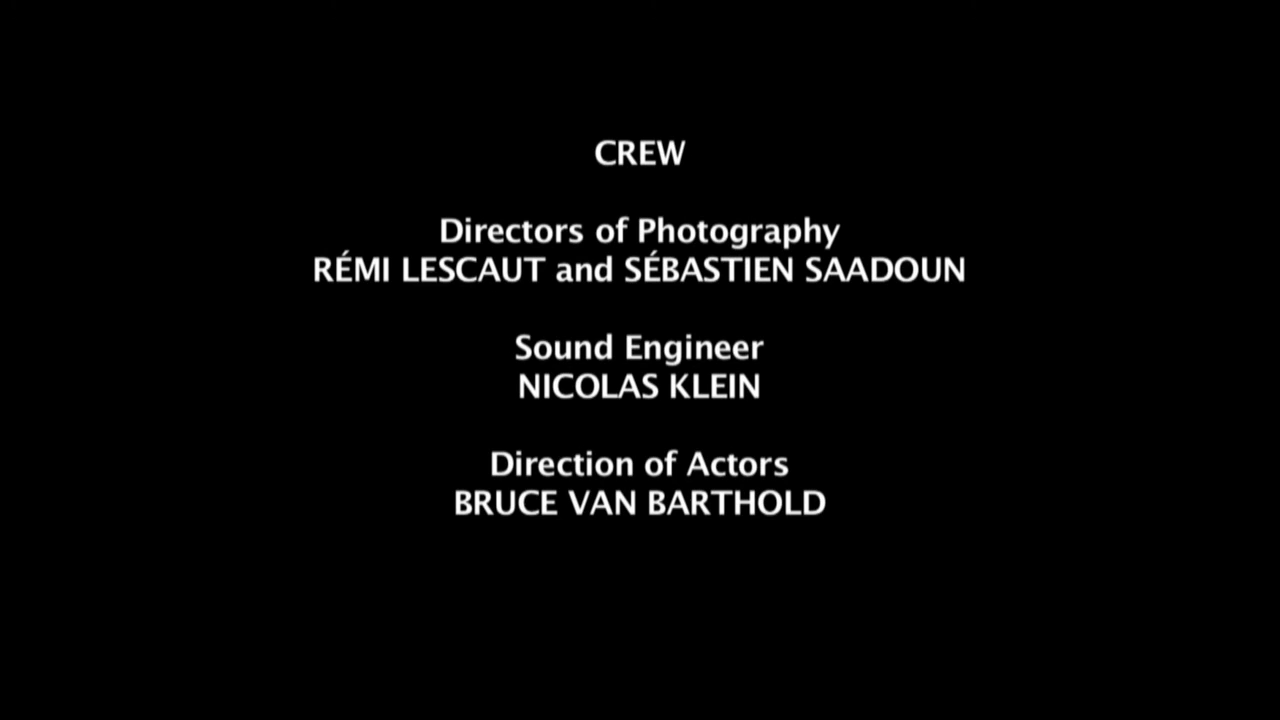 CREW
Directors of Photography
RÉMI LESCAUT and SÉBASTIEN SAADOUN
Sound Engineer
NICOLAS KLEIN
Direction of Actors
BRUCE VAN BARTHOLD